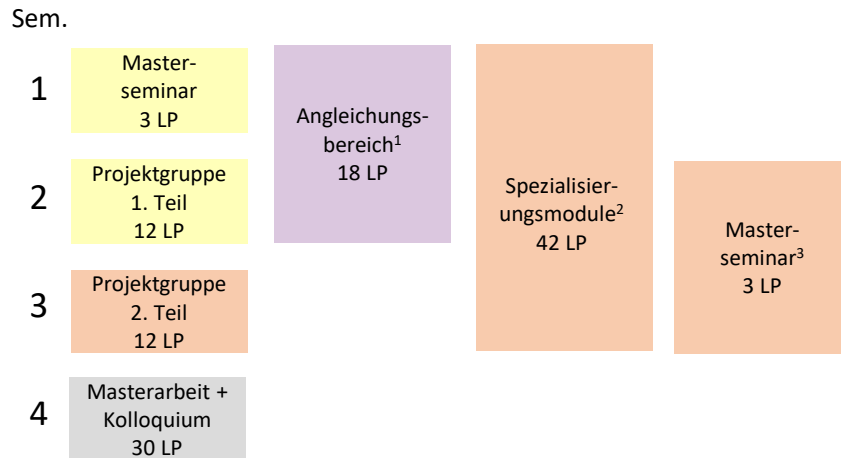 Sem.
1
Master-
seminar
3 LP
Angleichungs-
bereich¹
18 LP
Spezialisier-
ungsmodule²
42 LP
2
Projektgruppe
1. Teil
12 LP
Master-
seminar³
3 LP
3
Projektgruppe
2. Teil
12 LP
4
Masterarbeit +
Kolloquium
30 LP